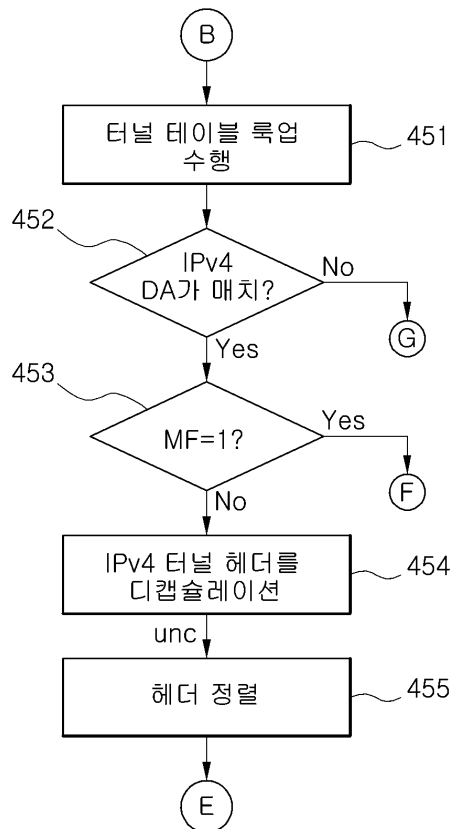 B
터널 테이블 룩업
수행
451
452
IPv4
DA가 매치?
No
G
Yes
453
MF=1?
Yes
F
No
IPv4 터널 헤더를
디캡슐레이션
454
unc
헤더 정렬
455
E